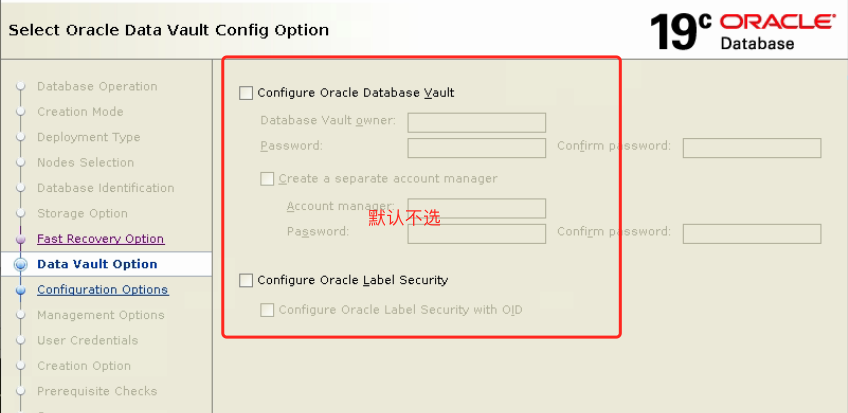 Select Oracle Data Vault Config Option
19c ORACLE
Database
Database Operation
Creation Mode
Deployment Type
Nodes Selection
Database Identification
Storage Option
Fast Recovery Option
Data Vault Option
Configuration Options
Management Options
User Credentials
Creation Option
Prerequisite Checks
Configure Oracle Database Vault
Database Vault owner:
Password: Confirm password:
Create a separate account manager
Account manager:
默认不选
Password: Confirm password:
Configure Oracle Label Security
Configure Oracle Label Security with OID